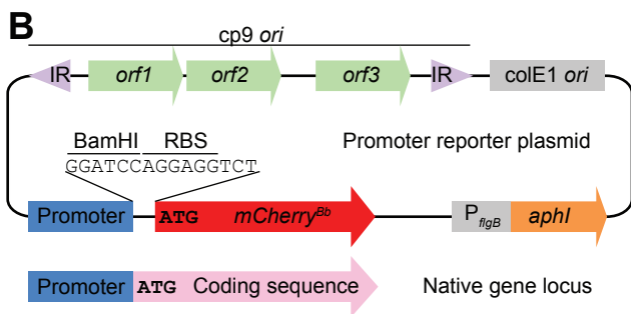 B
cp9 ori
IR orf1 orf2 orf3 IR colE1 ori
BamHI RBS
Promoter reporter plasmid
GGATCCAGGAGGTCT
Promoter ATG mCherryBb PflgB aphI
Promoter ATG Coding sequence Native gene locus